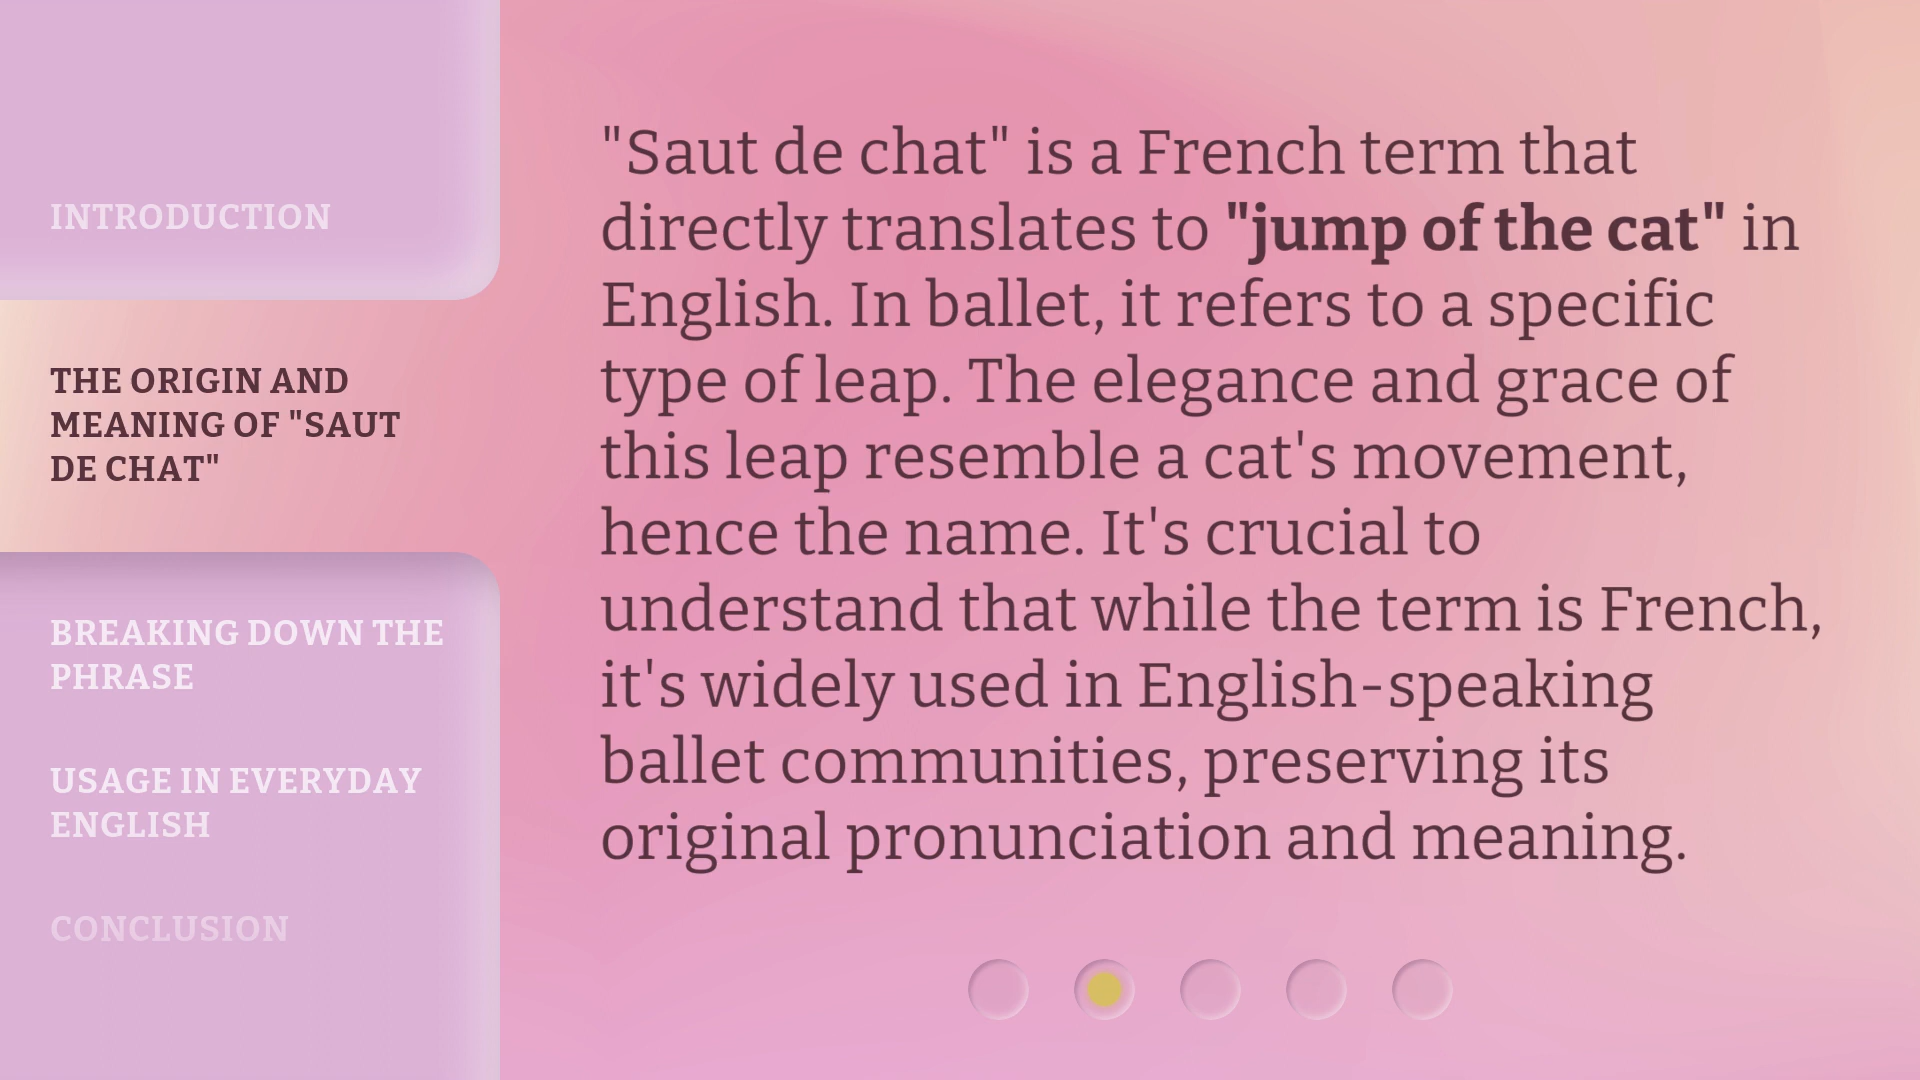 INTRODUCTION
THE ORIGIN AND
MEANING OF "SAUT
DE CHAT"
BREAKING DOWN THE
PHRASE
USAGE IN EVERYDAY
ENGLISH
CONCLUSION
"Saut de chat" is a French term that
directly translates to "jump of the cat" in
English. In ballet, it refers to a specific
type of leap. The elegance and grace of
this leap resemble a cat's movement,
hence the name. It's crucial to
understand that while the term is French,
it's widely used in English-speaking
ballet communities, preserving its
original pronunciation and meaning.